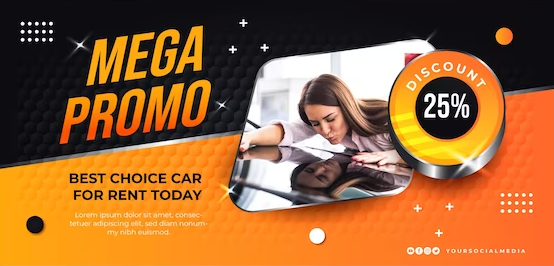 MEGA
PROMO
DISCOUNT
25%
BEST CHOICE CAR
FOR RENT TODAY
Lorem ipsum dolor sit amet, consec-
tetuer adipiscing elit, sed diam nonum-
my nibh euismod.
YOURSOCIALMEDIA